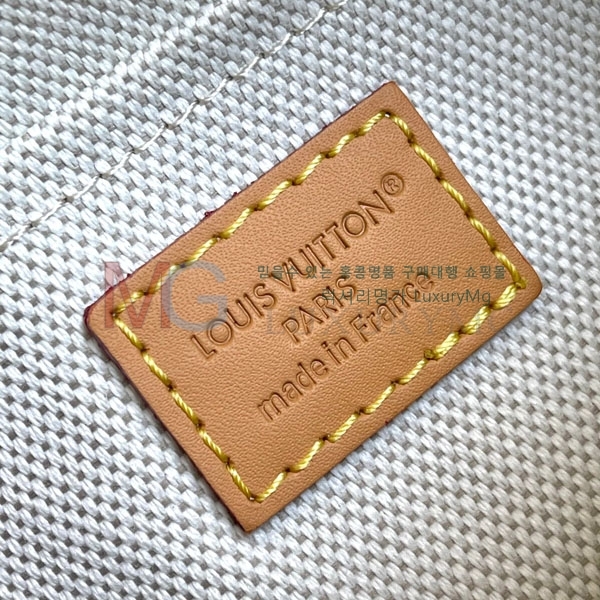 LOUIS VUITTON®
PARIS
made in France
MG
믿을수 있는 홍콩명품 구매대행 쇼핑몰
럭셔리명가 LuxuryMg